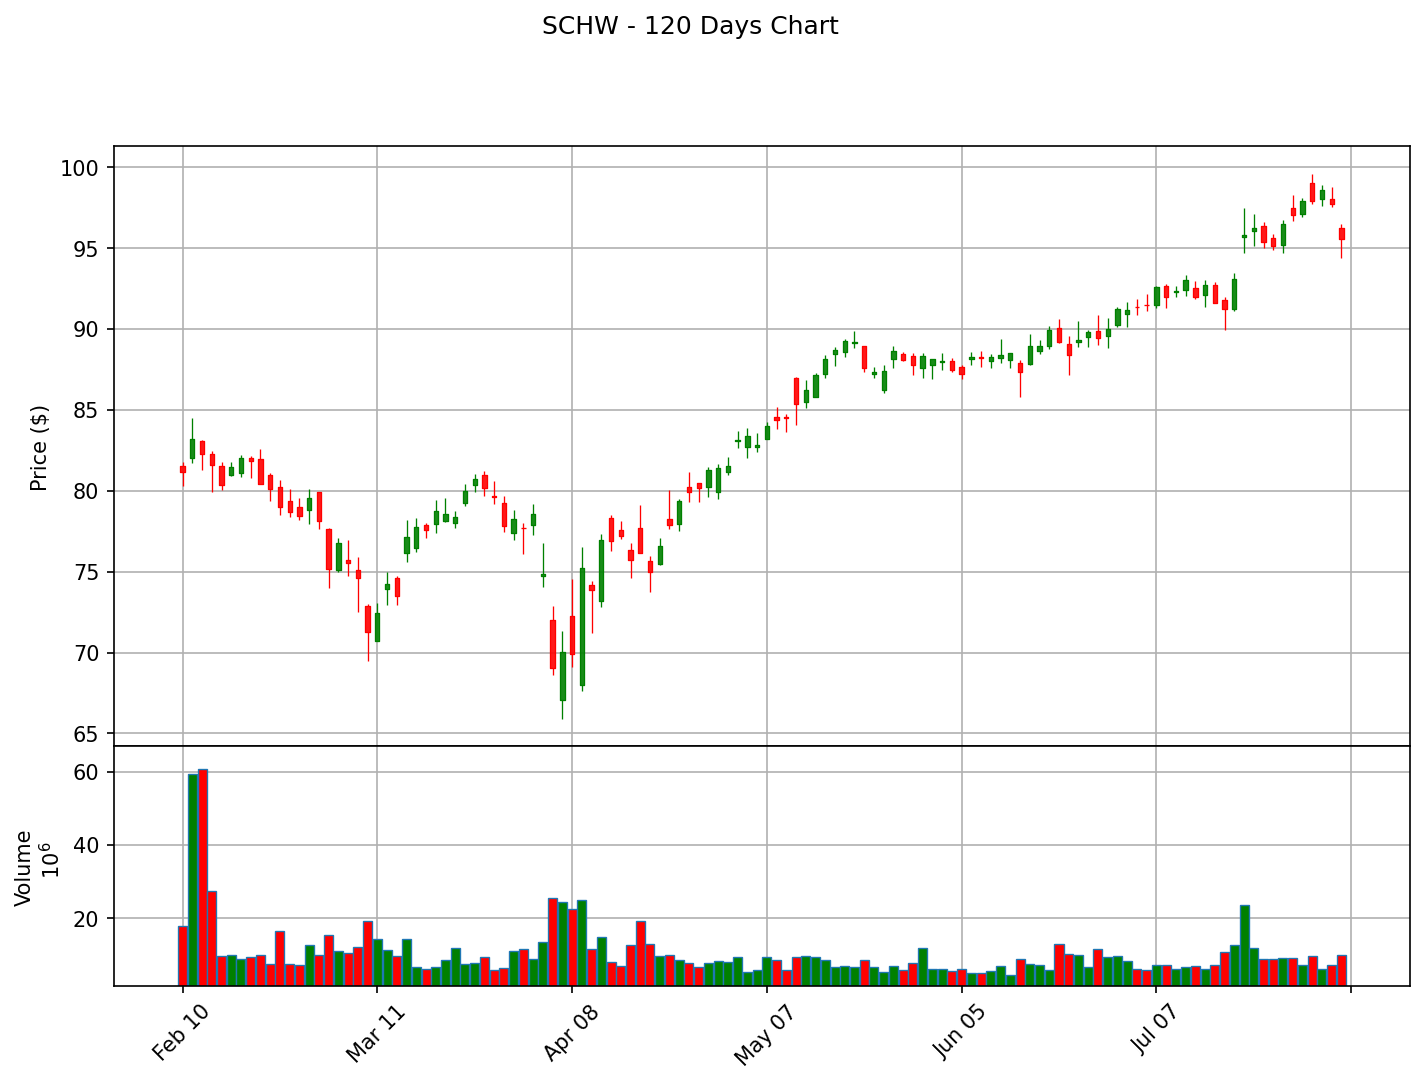 SCHW - 120 Days Chart
Price ($)
100
95
90
85
80
75
70
65
Volume
10⁶
60
40
20
Feb 10
Mar 11
Apr 08
May 07
Jun 05
Jul 07